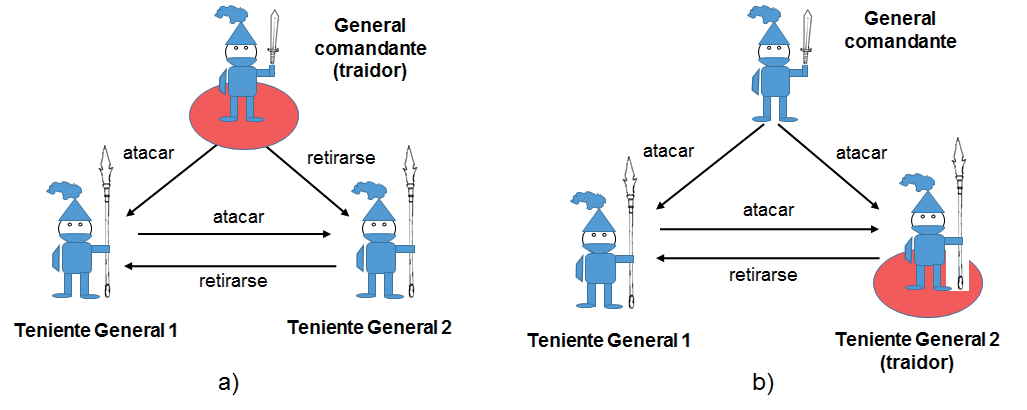 General
comandante
(traidor)
atacar
retirarse
atacar
retirarse
Teniente General 1
Teniente General 2
a)
General
comandante
atacar
atacar
atacar
retirarse
Teniente General 1
Teniente General 2
(traidor)
b)